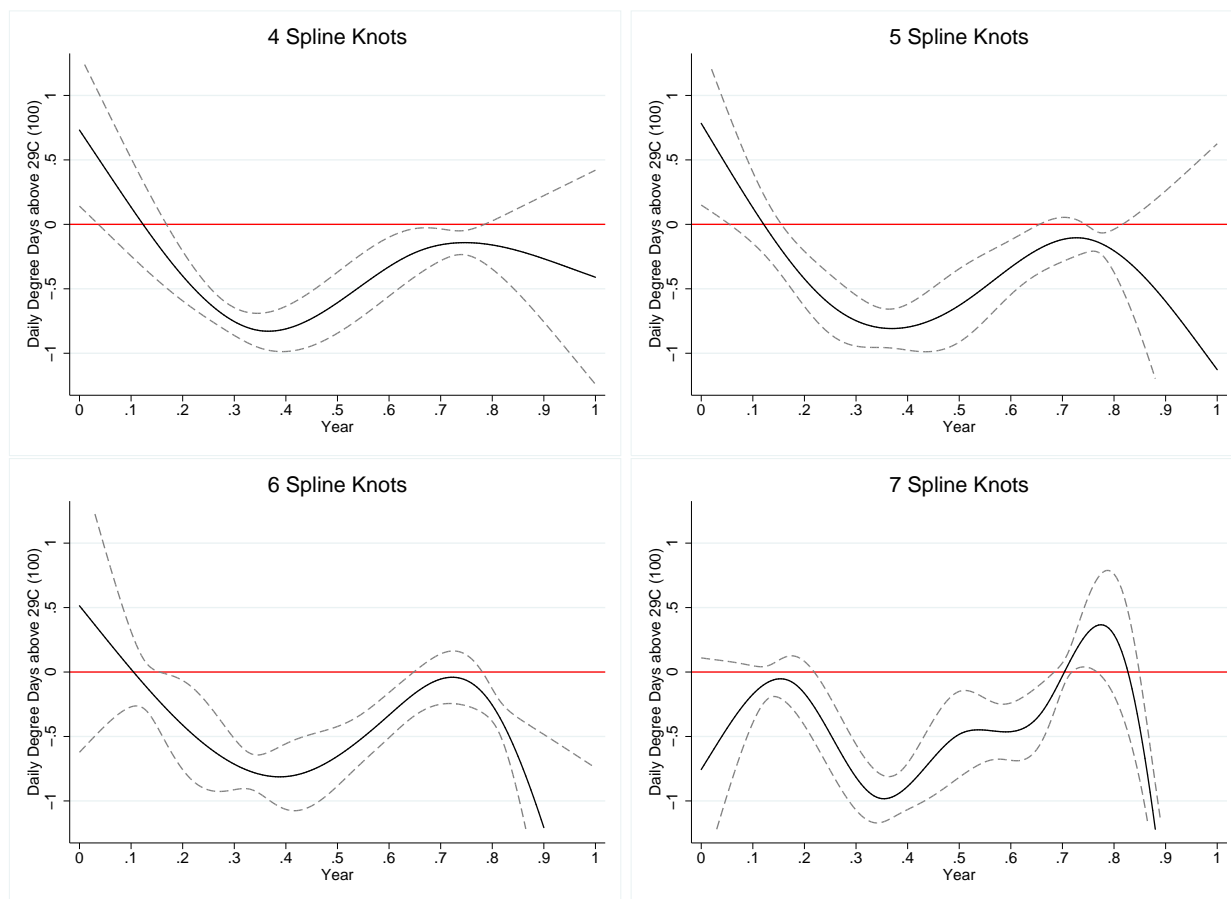 4 Spline Knots
Daily Degree Days above 29C (100)
1
.5
0
−.5
−1
0 .1 .2 .3 .4 .5 .6 .7 .8 .9 1
Year
5 Spline Knots
Daily Degree Days above 29C (100)
1
.5
0
−.5
−1
0 .1 .2 .3 .4 .5 .6 .7 .8 .9 1
Year
6 Spline Knots
Daily Degree Days above 29C (100)
1
.5
0
−.5
−1
0 .1 .2 .3 .4 .5 .6 .7 .8 .9 1
Year
7 Spline Knots
Daily Degree Days above 29C (100)
1
.5
0
−.5
−1
0 .1 .2 .3 .4 .5 .6 .7 .8 .9 1
Year